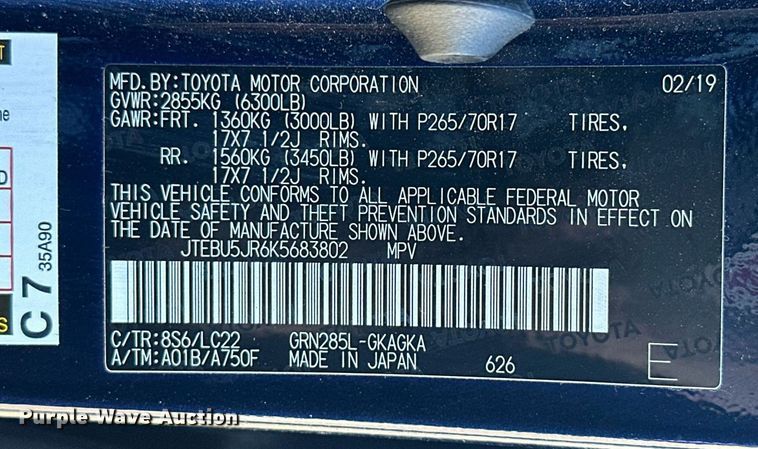 MFD.BY:TOYOTA MOTOR CORPORATION 02/19
GVWR:2855KG (6300LB)
GAWR:FRT. 1360KG (3000LB) WITH P265/70R17 TIRES,
17X7 1/2J RIMS.
RR. 1560KG (3450LB) WITH P265/70R17 TIRES,
17X7 1/2J RIMS.
THIS VEHICLE CONFORMS TO ALL APPLICABLE FEDERAL MOTOR
VEHICLE SAFETY AND THEFT PREVENTION STANDARDS IN EFFECT ON
THE DATE OF MANUFACTURE SHOWN ABOVE.
JTEBU5JR6K5683802 MPV
C/TR:8S6/LC22 GRN285L-GKAGKA
A/TM:A01B/A750F MADE IN JAPAN 626 E
C 7 35A90
TOYOTA
Purple Wave Auction